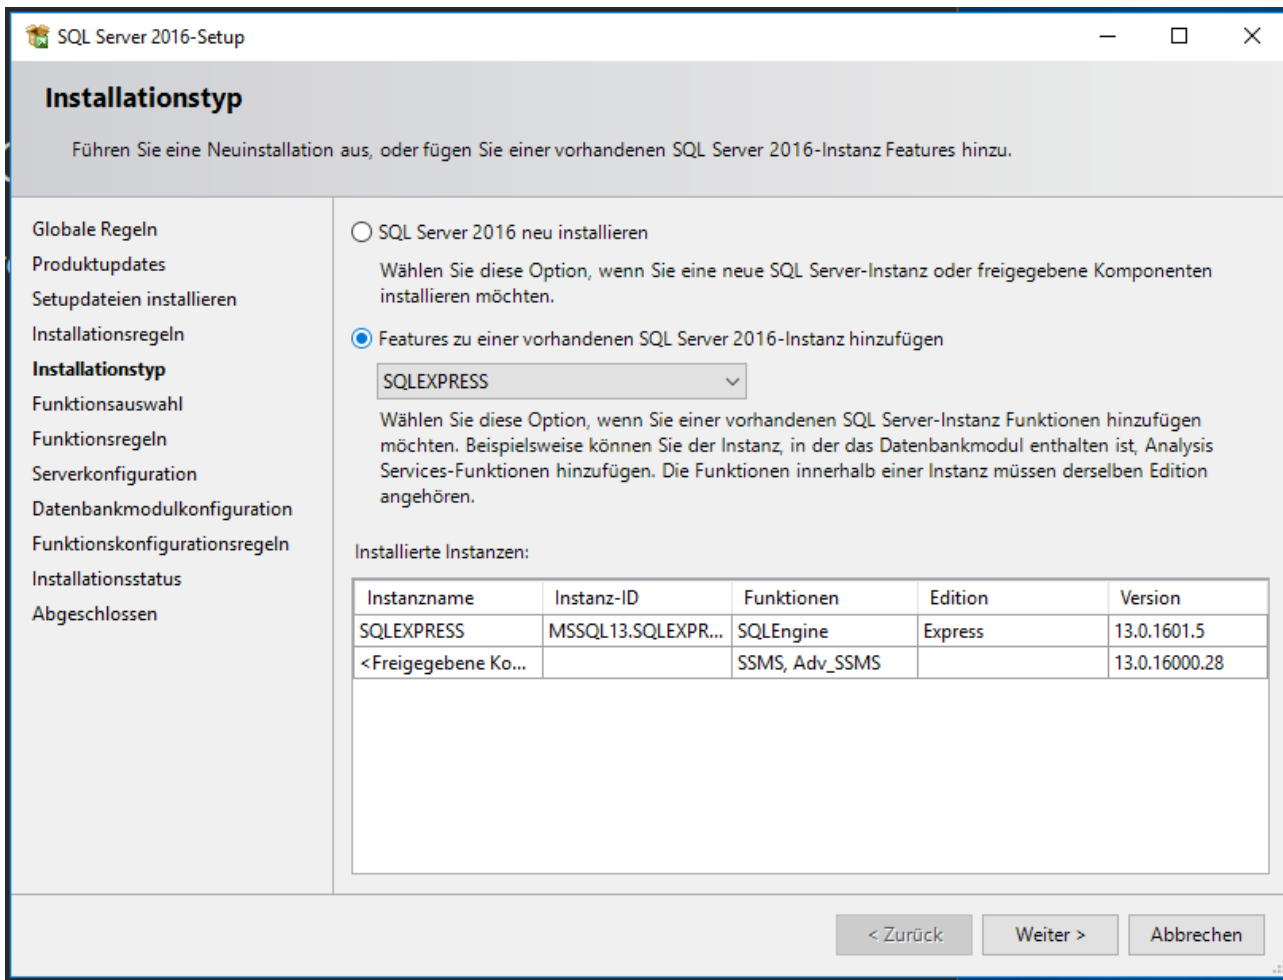 SQL Server 2016-Setup
Installationstyp
Führen Sie eine Neuinstallation aus, oder fügen Sie einer vorhandenen SQL Server 2016-Instanz Features hinzu.
Globale Regeln
Produktupdates
Setupdateien installieren
Installationsregeln
Installationstyp
Funktionsauswahl
Funktionsregeln
Serverkonfiguration
Datenbankmodulkonfiguration
Funktionskonfigurationsregeln
Installationsstatus
Abgeschlossen
SQL Server 2016 neu installieren
Wählen Sie diese Option, wenn Sie eine neue SQL Server-Instanz oder freigegebene Komponenten
installieren möchten.
Features zu einer vorhandenen SQL Server 2016-Instanz hinzufügen
SQLEXPRESS
Wählen Sie diese Option, wenn Sie einer vorhandenen SQL Server-Instanz Funktionen hinzufügen
möchten. Beispielsweise können Sie der Instanz, in der das Datenbankmodul enthalten ist, Analysis
Services-Funktionen hinzufügen. Die Funktionen innerhalb einer Instanz müssen derselben Edition
angehören.
Installierte Instanzen:
Instanzname Instanz-ID Funktionen Edition Version
SQLEXPRESS MSSQL13.SQLEXPR... SQLEngine Express 13.0.1601.5
<Freigegebene Ko... SSMS, Adv_SSMS 13.0.16000.28
< Zurück Weiter > Abbrechen